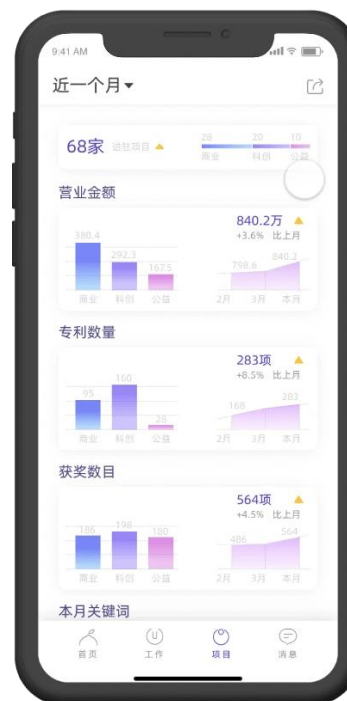 9:41 AM
近一个月
68家 进驻项目
28 20 10
商业 科创 公益
营业金额
840.2万
+3.6% 比上月
380.4 292.3 167.5
798.6 840.2
商业 科创 公益
2月 3月 本月
专利数量
283项
+8.5% 比上月
95 160 28
168 283
商业 科创 公益
2月 3月 本月
获奖数目
564项
+4.5% 比上月
186 198 180
486 564
商业 科创 公益
2月 3月 本月
本月关键词
首页 工作 项目 消息